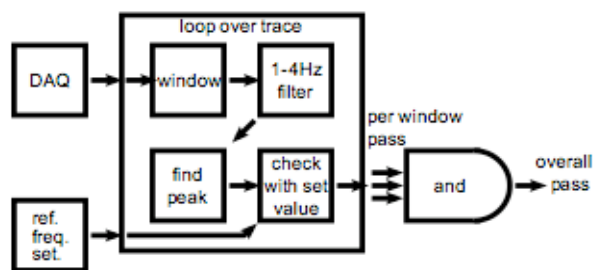 loop over trace
DAQ
window
1-4Hz
filter
per window
pass
find
peak
check
with set
value
and
overall
pass
ref.
freq.
set.